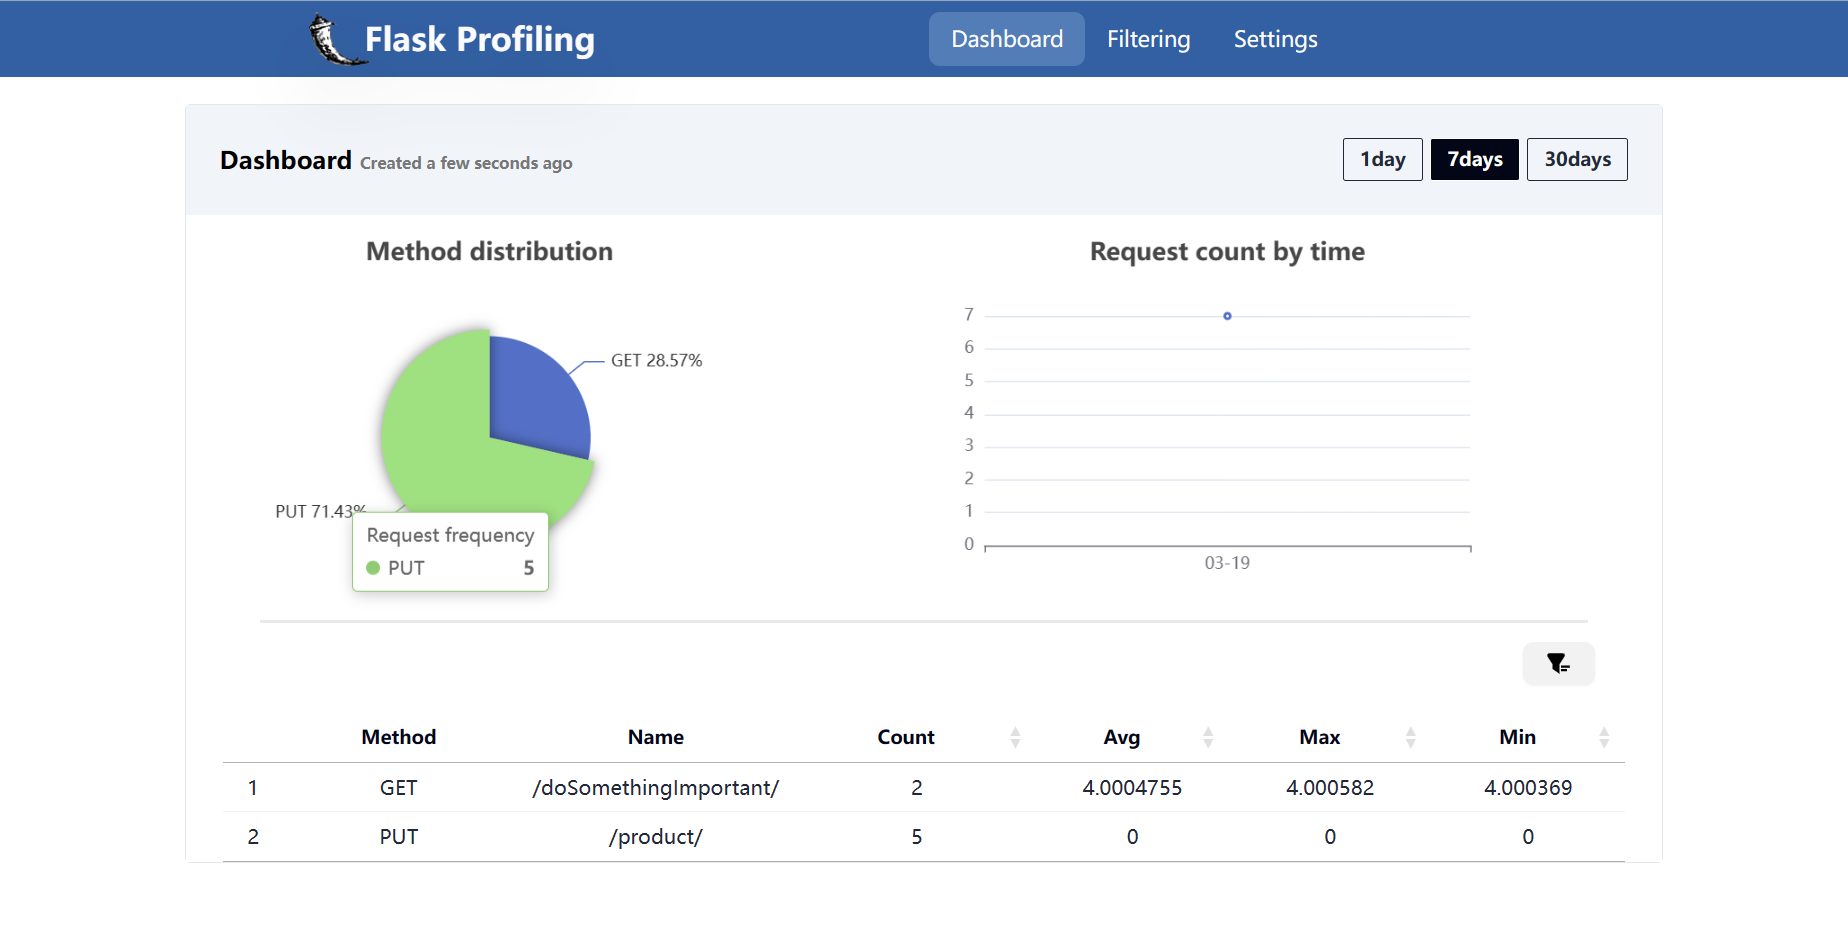 Flask Profiling Dashboard Filtering Settings
Dashboard Created a few seconds ago 1day 7days 30days
Method distribution
GET 28.57%
PUT 71.43%
Request frequency
PUT 5
Request count by time
7
6
5
4
3
2
1
0
03-19
Method Name Count Avg Max Min
1 GET /doSomethingImportant/ 2 4.0004755 4.000582 4.000369
2 PUT /product/ 5 0 0 0